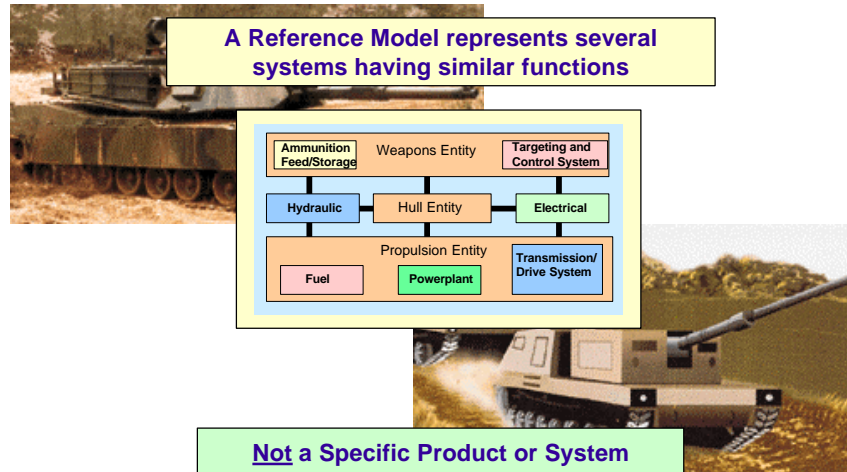 A Reference Model represents several
systems having similar functions
Ammunition
Feed/Storage
Weapons Entity
Targeting and
Control System
Hydraulic
Hull Entity
Electrical
Propulsion Entity
Fuel
Powerplant
Transmission/
Drive System
Not a Specific Product or System